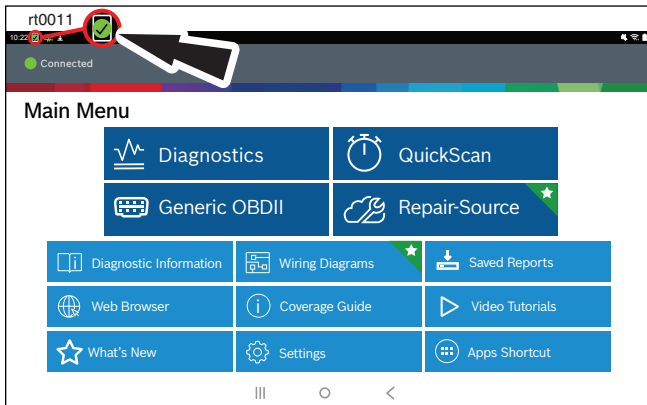 rt0011
10:22
Connected
Main Menu
Diagnostics
QuickScan
Generic OBDII
Repair-Source
Diagnostic Information
Wiring Diagrams
Saved Reports
Web Browser
Coverage Guide
Video Tutorials
What's New
Settings
Apps Shortcut